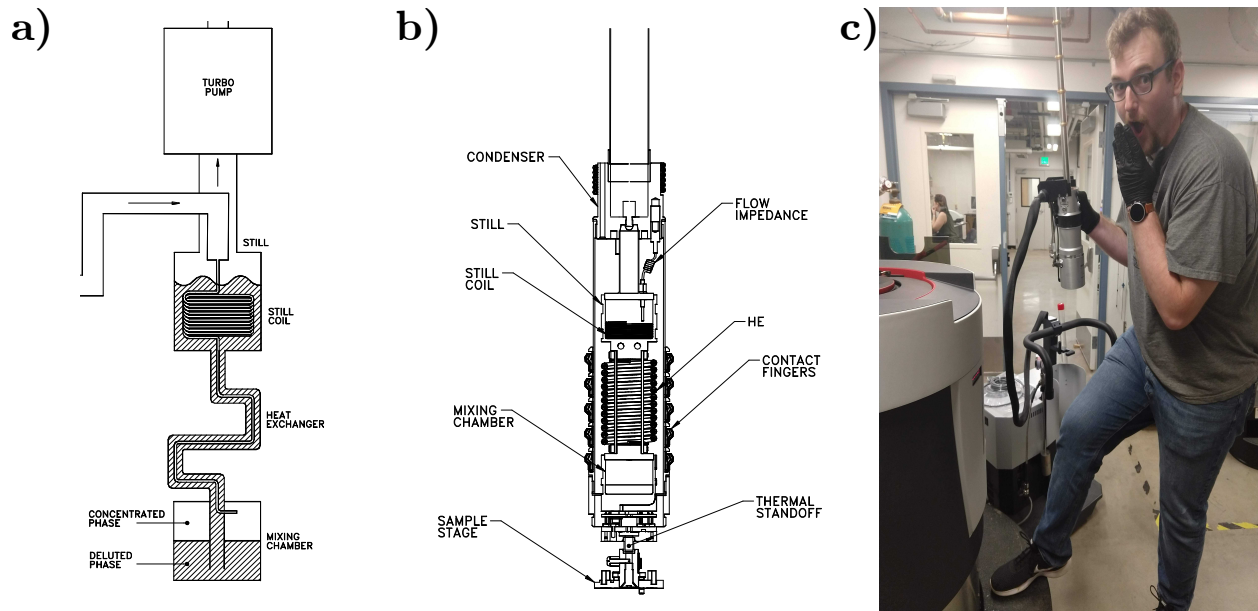 a)
TURBO
PUMP
STILL
STILL
COIL
HEAT
EXCHANGER
CONCENTRATED
PHASE
DELUTED
PHASE
MIXING
CHAMBER
b)
CONDENSER
STILL
STILL
COIL
MIXING
CHAMBER
SAMPLE
STAGE
FLOW
IMPEDANCE
HE
CONTACT
FINGERS
THERMAL
STANDOFF
c)